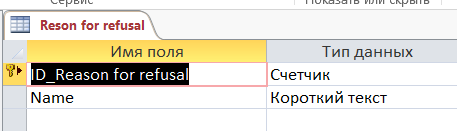 Сервис
Показать или скрыть
Reson for refusal
Имя поля Тип данных
ID_Reason for refusal Счетчик
Name Короткий текст